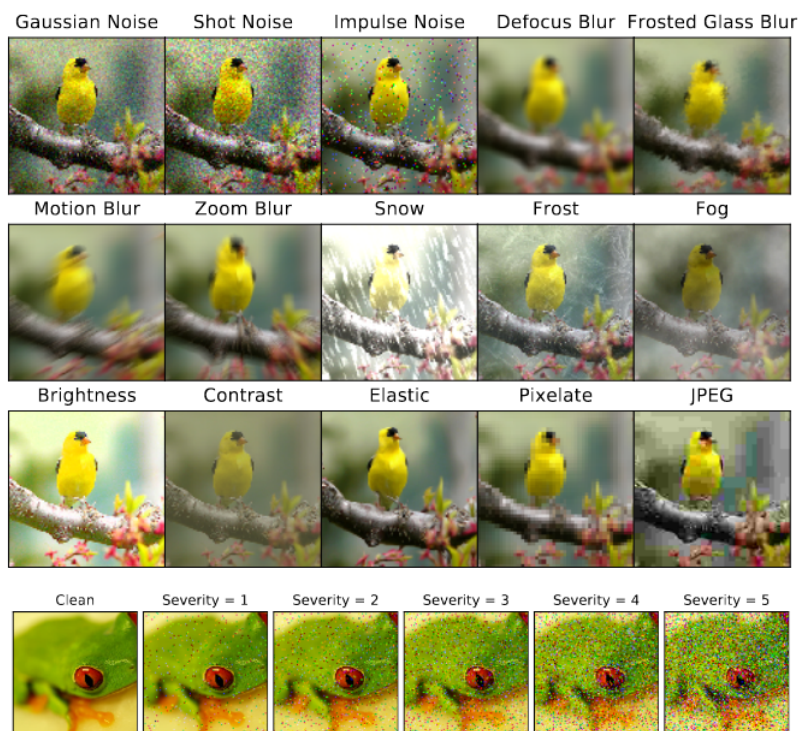 Gaussian Noise Shot Noise Impulse Noise Defocus Blur Frosted Glass Blur
Motion Blur Zoom Blur Snow Frost Fog
Brightness Contrast Elastic Pixelate JPEG
Clean Severity = 1 Severity = 2 Severity = 3 Severity = 4 Severity = 5